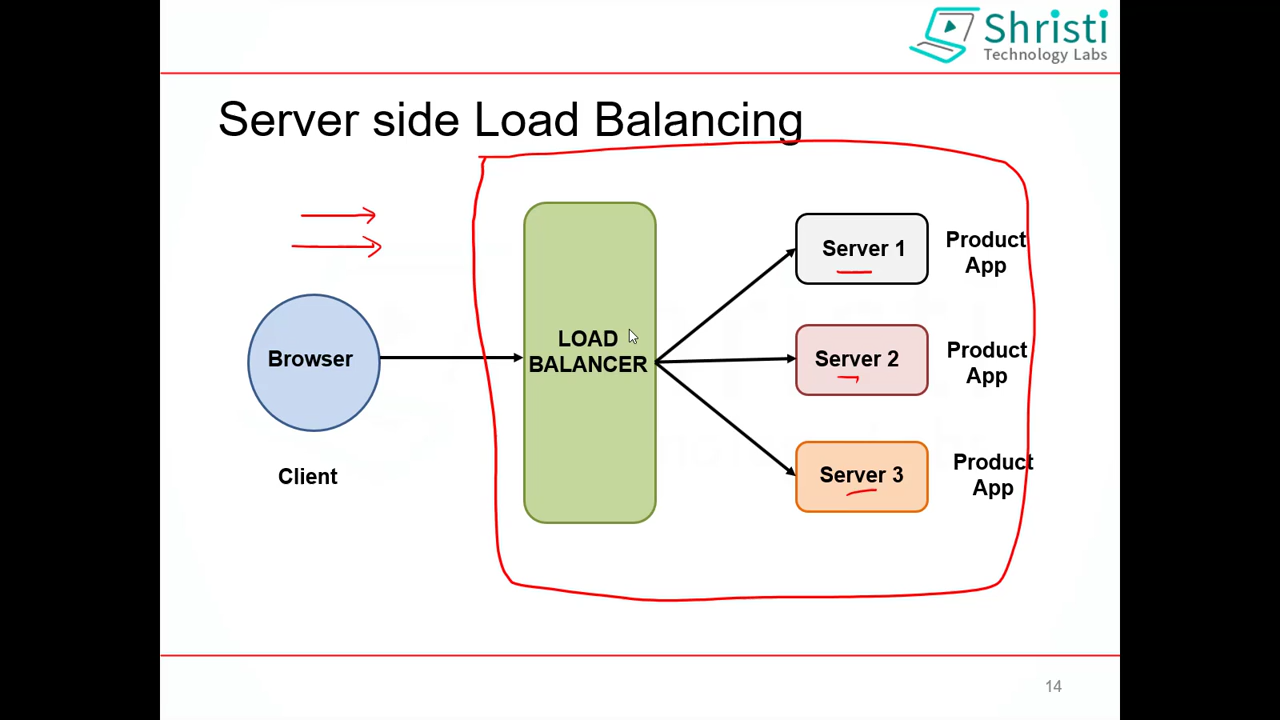 Shristi
Technology Labs
Server side Load Balancing
Server 1
Product
App
LOAD
BALANCER
Browser
Server 2
Product
App
Client
Server 3
Product
App
14